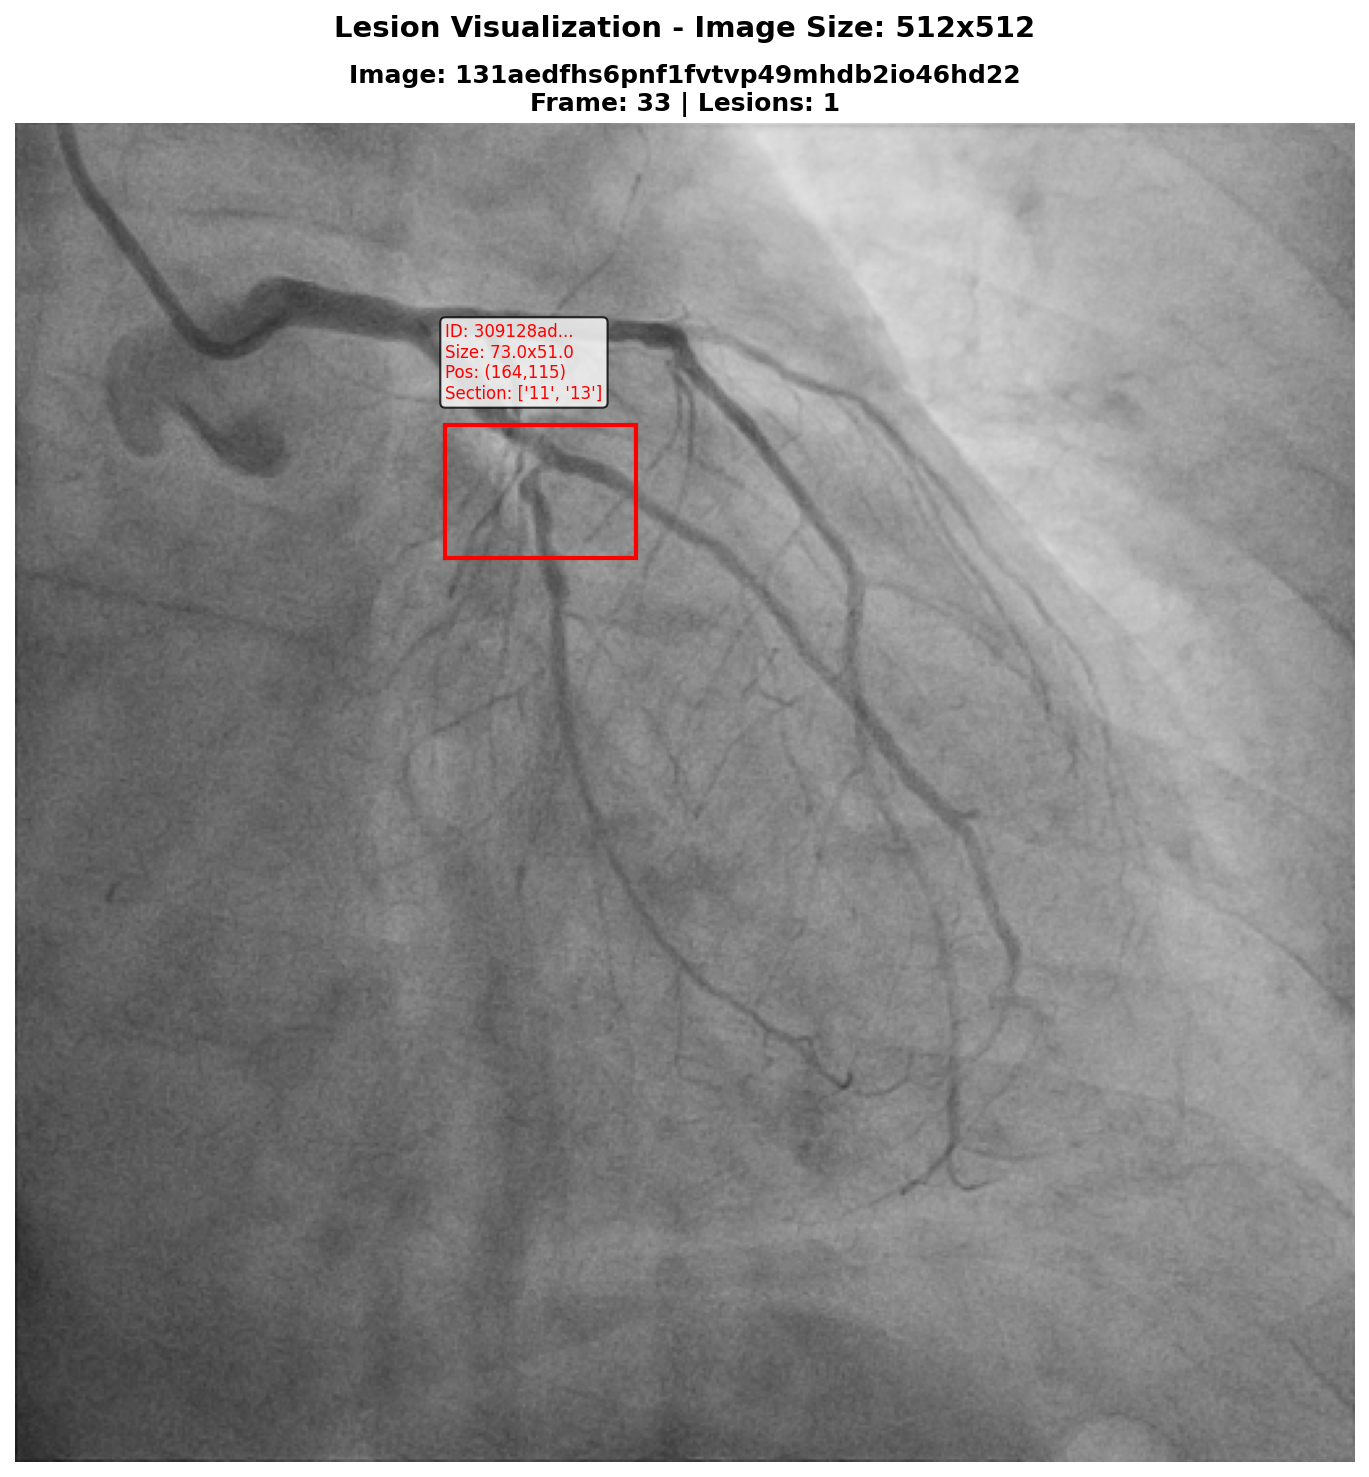 Lesion Visualization - Image Size: 512x512
Image: 131aedfhs6pnf1fvtvp49mhdb2io46hd22
Frame: 33 | Lesions: 1
ID: 309128ad...
Size: 73.0x51.0
Pos: (164,115)
Section: ['11', '13']